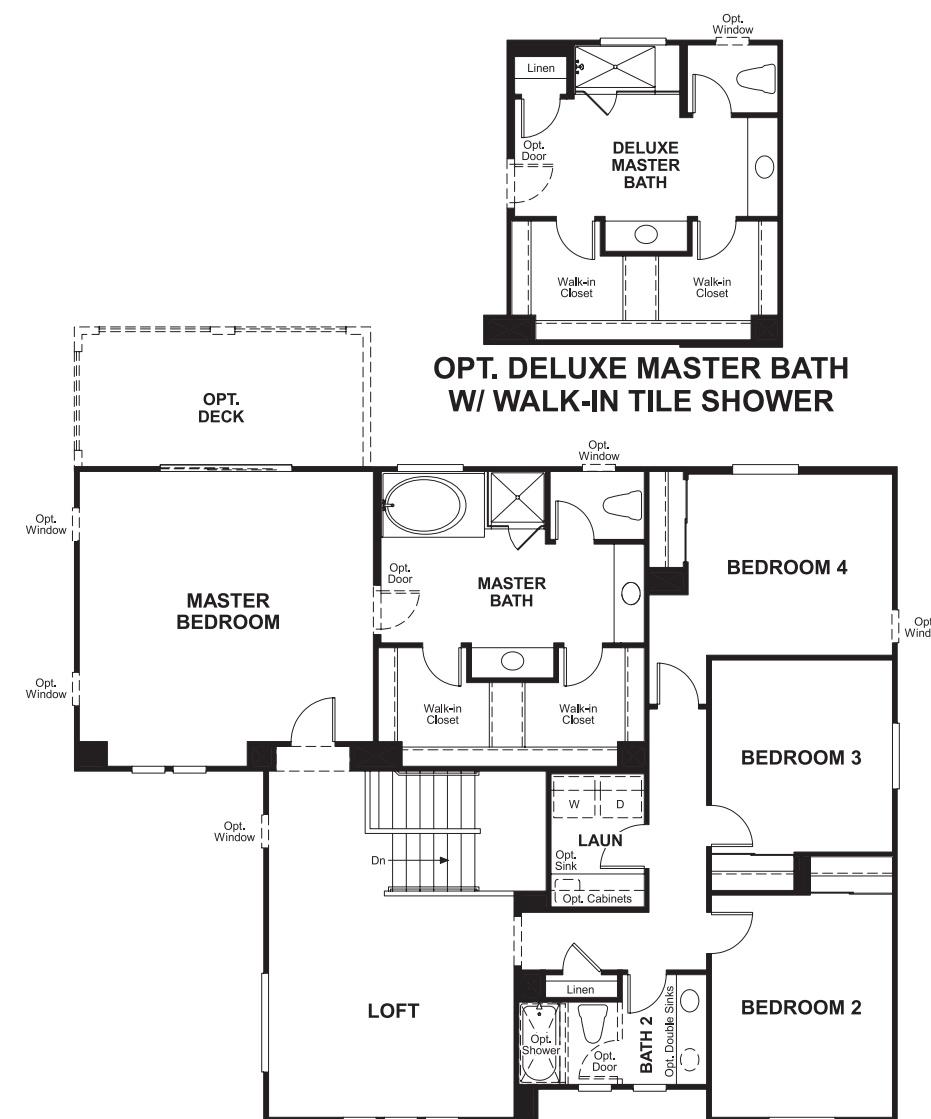 Opt.
Window
Linen
Opt.
Door
DELUXE
MASTER
BATH
Walk-in
Closet
Walk-in
Closet
OPT. DELUXE MASTER BATH
W/ WALK-IN TILE SHOWER
OPT.
DECK
Opt.
Window
Opt.
Window
Opt.
Door
MASTER
BATH
BEDROOM 4
MASTER
BEDROOM
Opt.
Window
Walk-in
Closet
Walk-in
Closet
BEDROOM 3
W
D
Opt.
Window
LAUN
Opt.
Sink
Dn
Opt. Cabinets
Linen
LOFT
BEDROOM 2
Opt.
Shower
Opt.
Door
BATH 2
Opt. Double Sinks